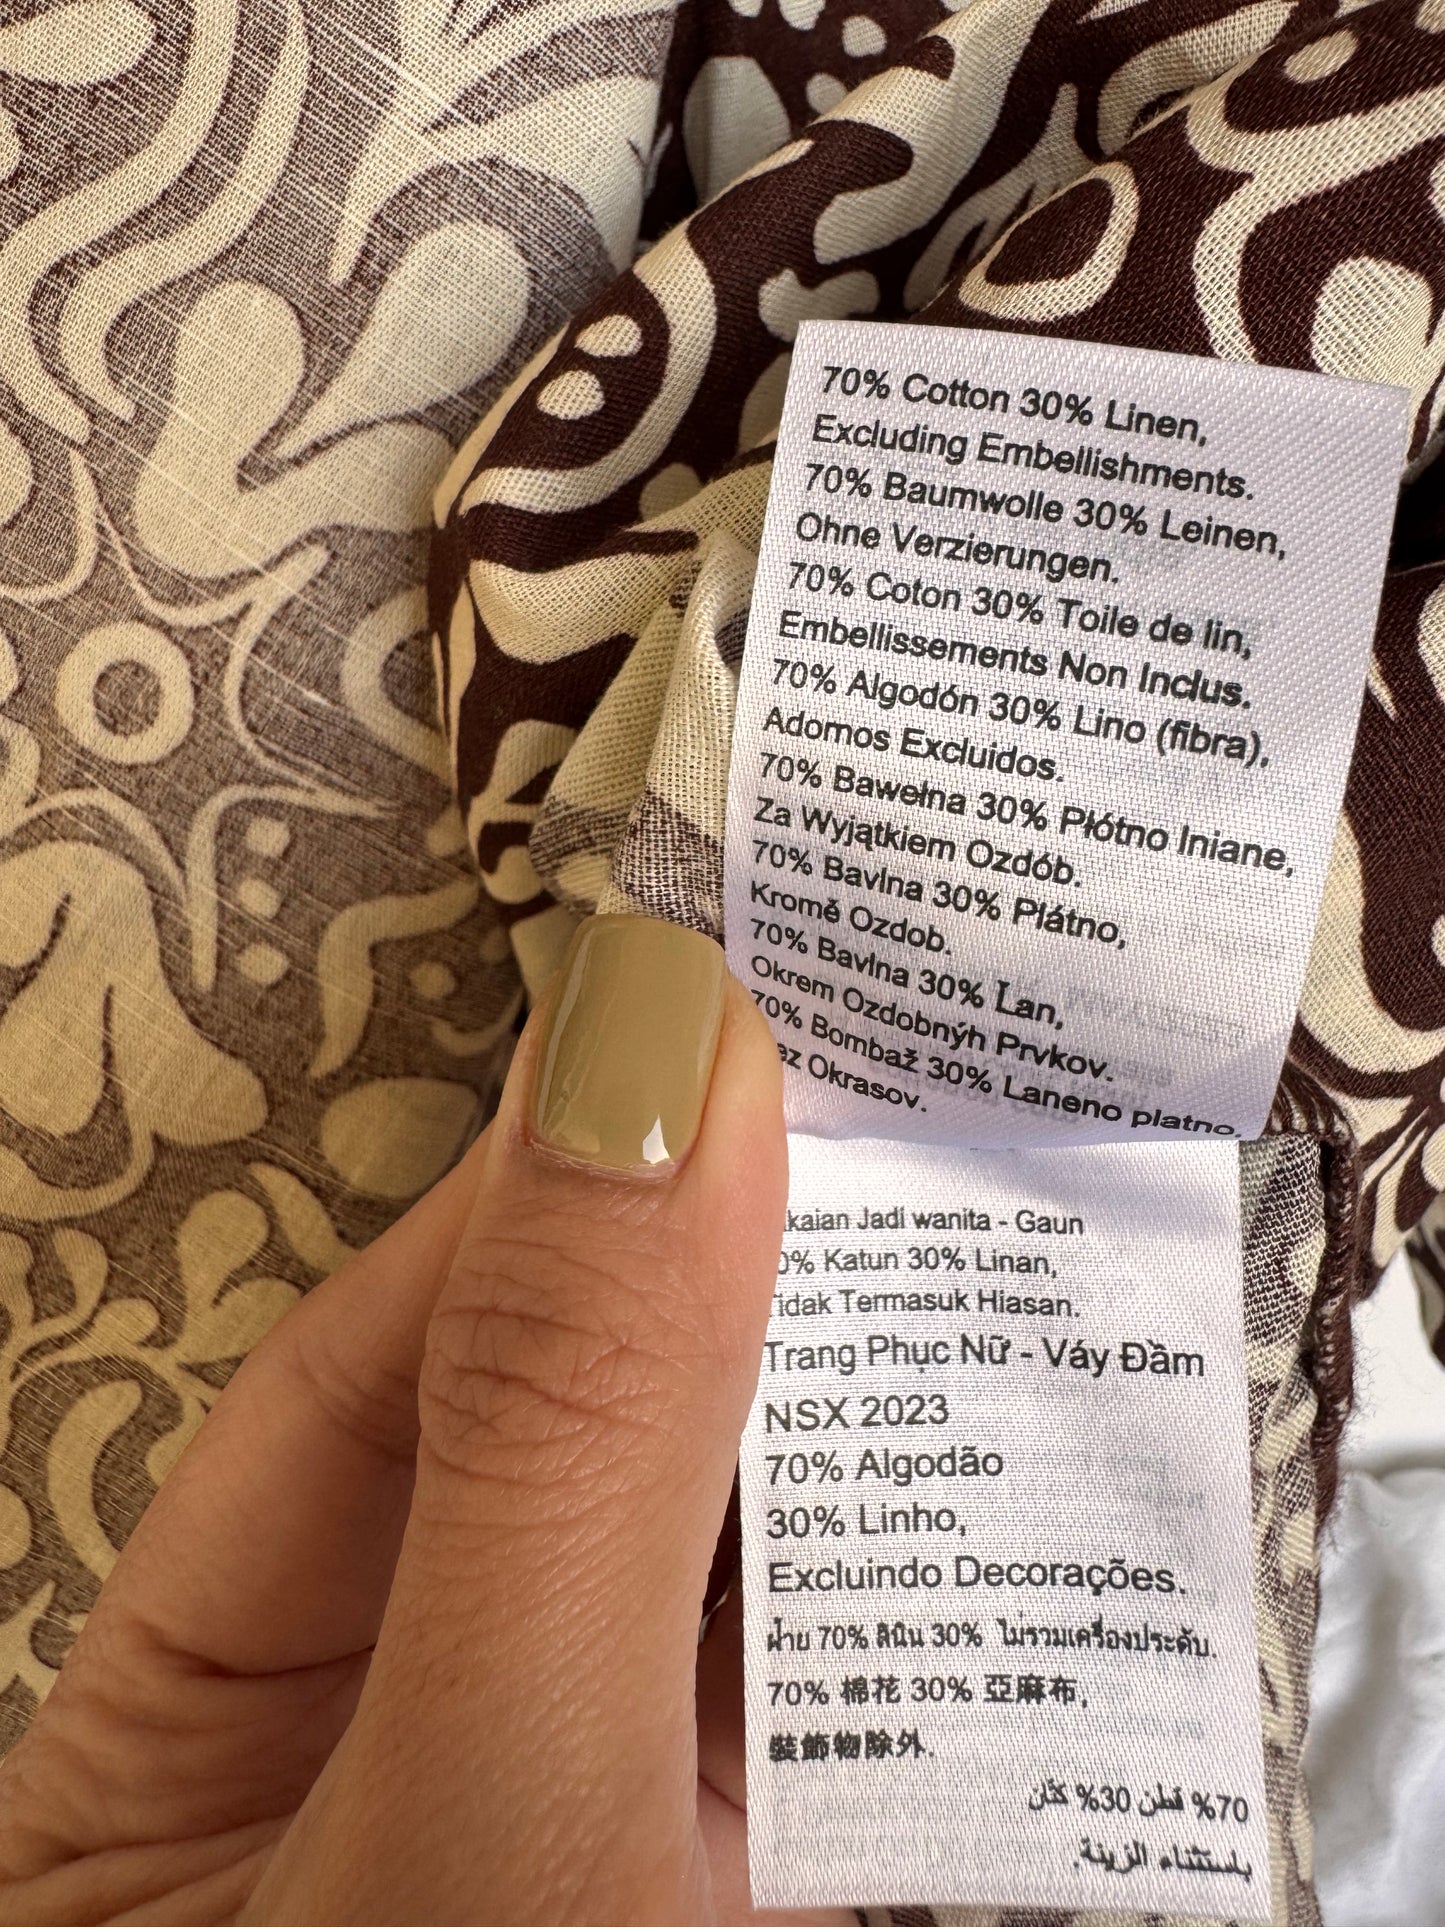 70% Cotton 30% Linen,
Excluding Embellishments.
70% Baumwolle 30% Leinen,
Ohne Verzierungen.
70% Coton 30% Toile de lin,
Embellissements Non Inclus.
70% Algodón 30% Lino (fibra),
Adornos Excluidos.
70% Bawełna 30% Płótno lniane,
Za Wyjątkiem Ozdób.
70% Bavlna 30% Plátno,
Kromě Ozdob.
70% Bavlna 30% Ľan,
Okrem Ozdobnýh Prvkov.
70% Bombaž 30% Laneno platno,
Okrasov.
Jadi wanita - Gaun
Katun 30% Linan,
Termasuk Hiasan.
Trang Phục Nữ - Váy Đầm
NSX 2023
70% Algodão
30% Linho,
Excluindo Decorações.
ฝ้าย 70% ลินิน 30% ไม่รวมเครื่องประดับ.
70% 棉花 30% 亞麻布,
裝飾物除外.
70% قطن 30% كتان
باستثناء الزينة.